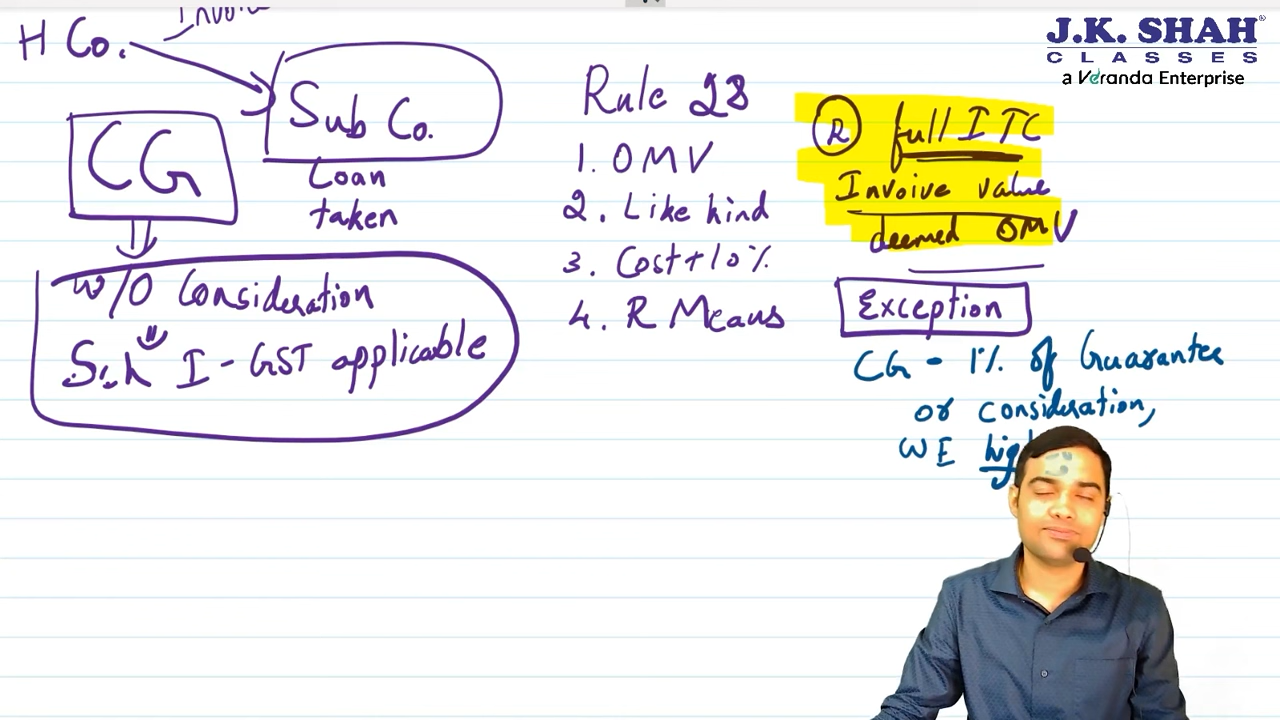 Invoice
H Co.
Sub Co.
Loan
taken
CG
W/O Consideration
Sch II I - GST applicable
Rule 28
1. OMV
2. Like kind
3. Cost + 10%
4. R Means
R full ITC
Invoive value
deemed OMV
Exception
CG - 1% of Guarantee
or consideration,
WE
J.K. SHAH®
CLASSES
a Veranda Enterprise